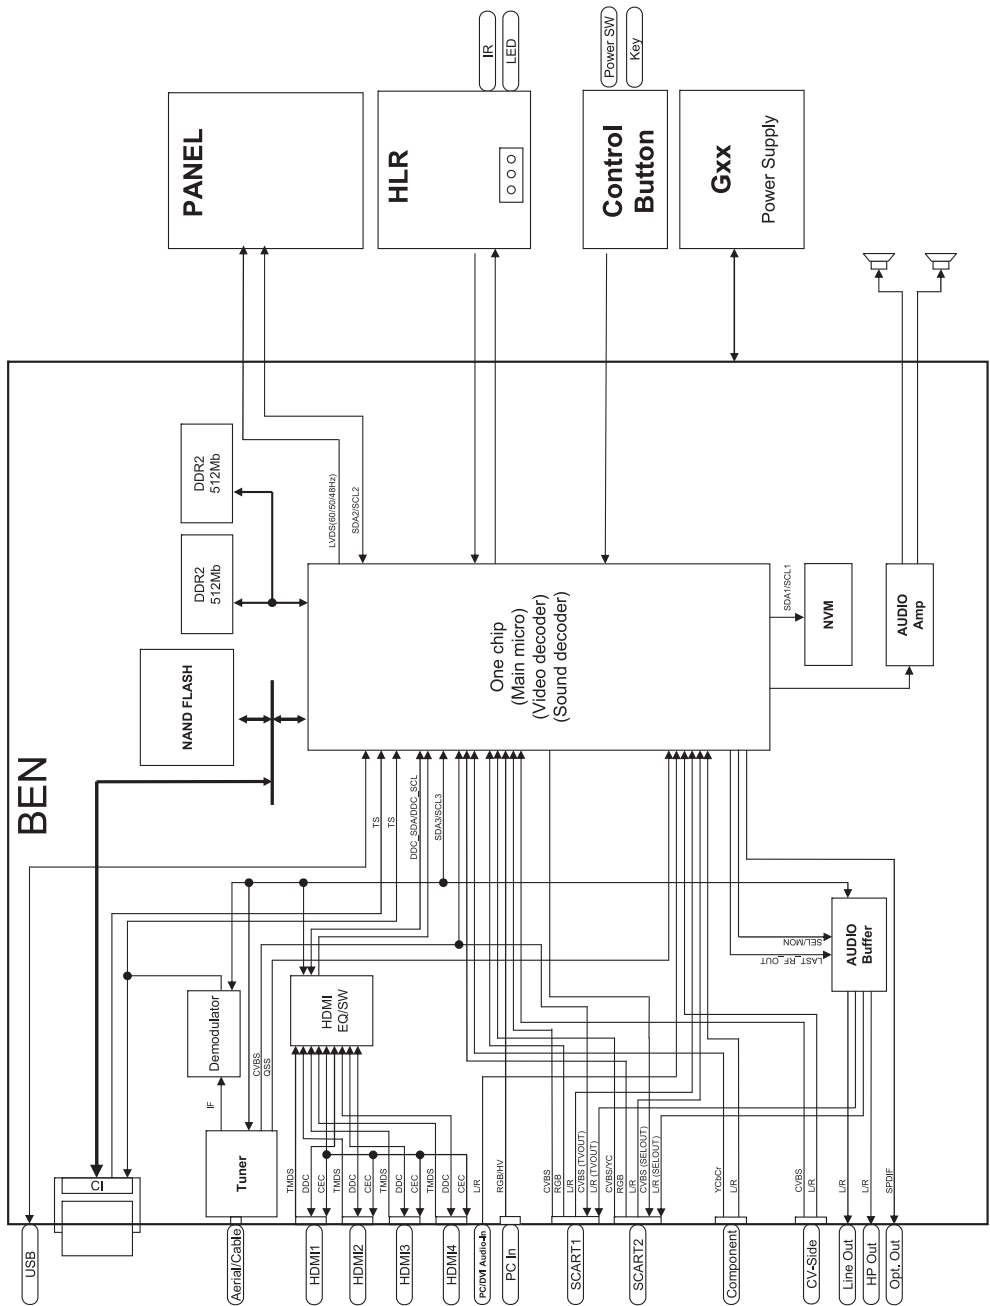 IR
LED
Power SW
Key
PANEL
HLR
Control
Button
Gxx
Power Supply
BEN
DDR2
512Mb
DDR2
512Mb
LVDS(60/50/48Hz)
SDA2/SCL2
NAND FLASH
One chip
(Main micro)
(Video decoder)
(Sound decoder)
SDA1/SCL1
NVM
AUDIO
Amp
TS
TS
DDC_SDA/DDC_SCL
SDA3/SCL3
SEL/MON
LAST_RF_OUT
AUDIO
Buffer
HDMI
EQ/SW
Demodulator
IF
CVBS
QSS
Tuner
CI
TMDS
DDC
CEC
TMDS
DDC
CEC
TMDS
DDC
CEC
TMDS
DDC
CEC
L/R
RGB/HV
CVBS
RGB
L/R
CVBS (TVOUT)
L/R (TVOUT)
CVBS/YC
RGB
L/R
CVBS (SELOUT)
L/R (SELOUT)
YCbCr
L/R
CVBS
L/R
L/R
L/R
SPDIF
USB
Aerial/Cable
HDMI1
HDMI2
HDMI3
HDMI4
PC/DVI Audio-In
PC In
SCART1
SCART2
Component
CV-Side
Line Out
HP Out
Opt. Out